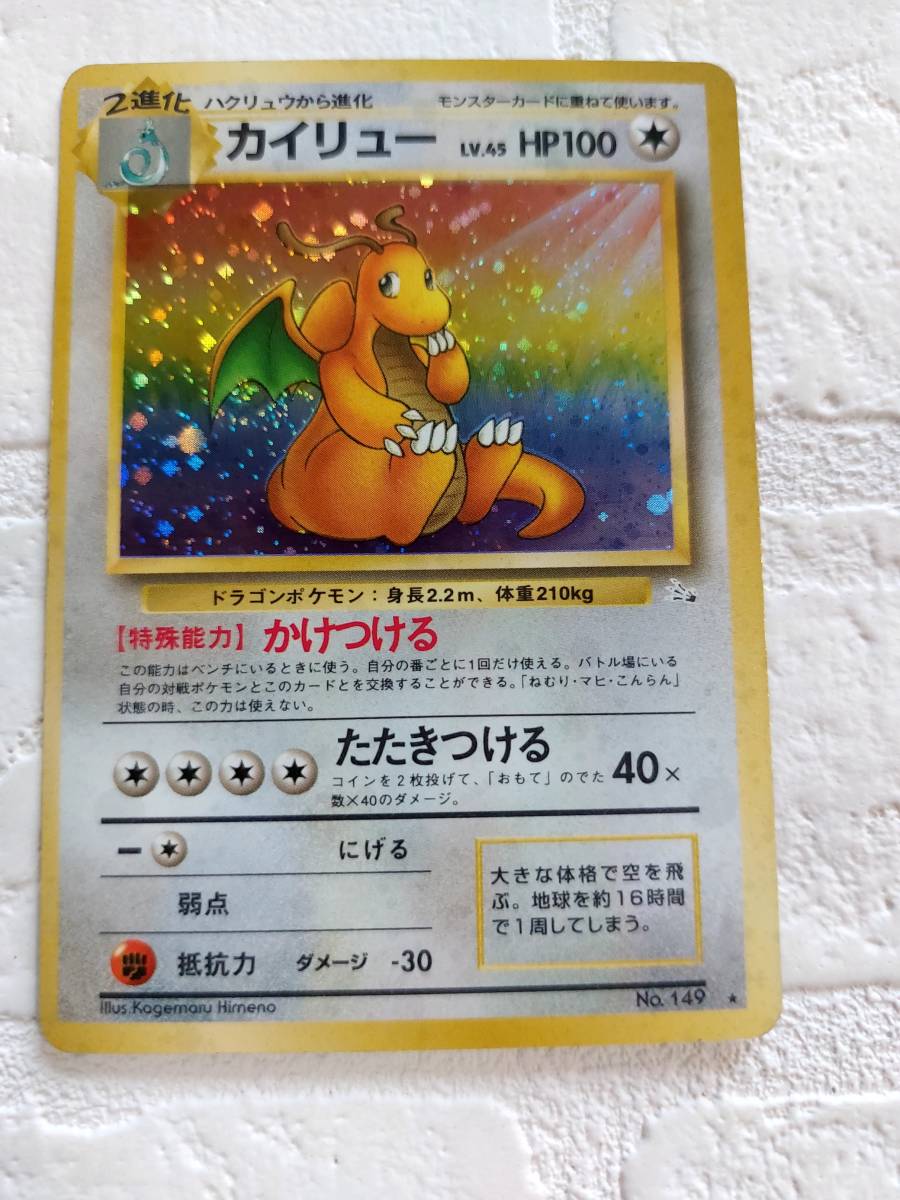 2進化 ハクリュウから進化 モンスターカードに重ねて使います。
カイリュー LV.45 HP100
ドラゴンポケモン：身長2.2m、体重210kg
【特殊能力】かけつける
この能力はベンチにいるときに使う。自分の番ごとに1回だけ使える。バトル場にいる
自分の対戦ポケモンとこのカードとを交換することができる。「ねむり・マヒ・こんらん」
状態の時、この力は使えない。
たたきつける
コインを２枚投げて、「おもて」のでた
数×40のダメージ。
40×
− にげる
弱点
抵抗力 ダメージ -30
大きな体格で空を飛
ぶ。地球を約16時間
で1周してしまう。
Illus.Kagemaru Himeno
No. 149 ★